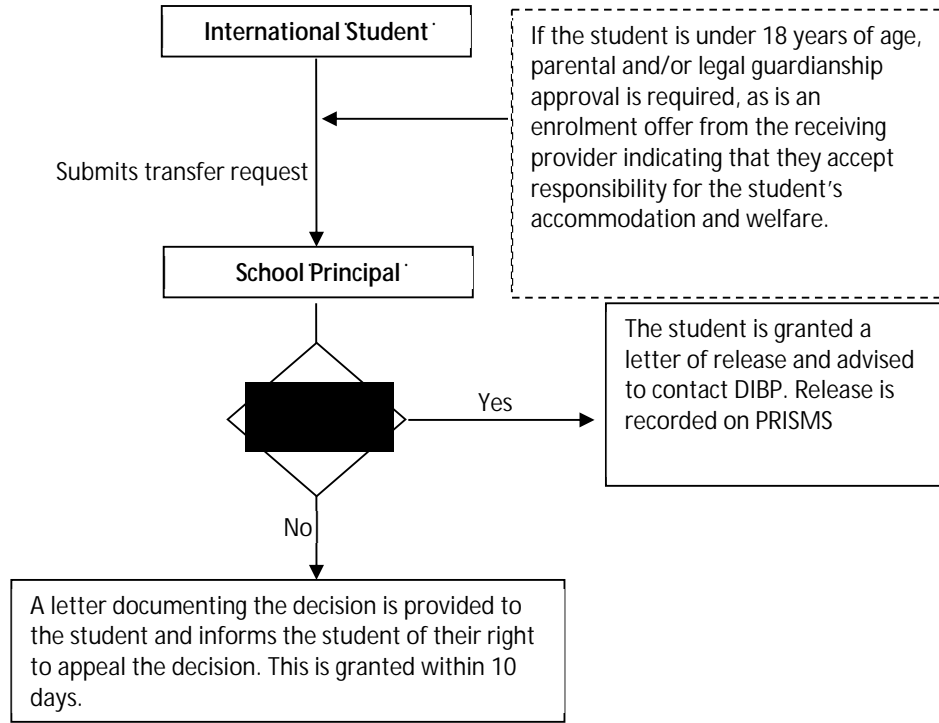 International Student
If the student is under 18 years of age,
parental and/or legal guardianship
approval is required, as is an
enrolment offer from the receiving
provider indicating that they accept
responsibility for the student's
accommodation and welfare.
Submits transfer request
School Principal
The student is granted a
letter of release and advised
to contact DIBP. Release is
recorded on PRISMS
Yes
No
A letter documenting the decision is provided to
the student and informs the student of their right
to appeal the decision. This is granted within 10
days.